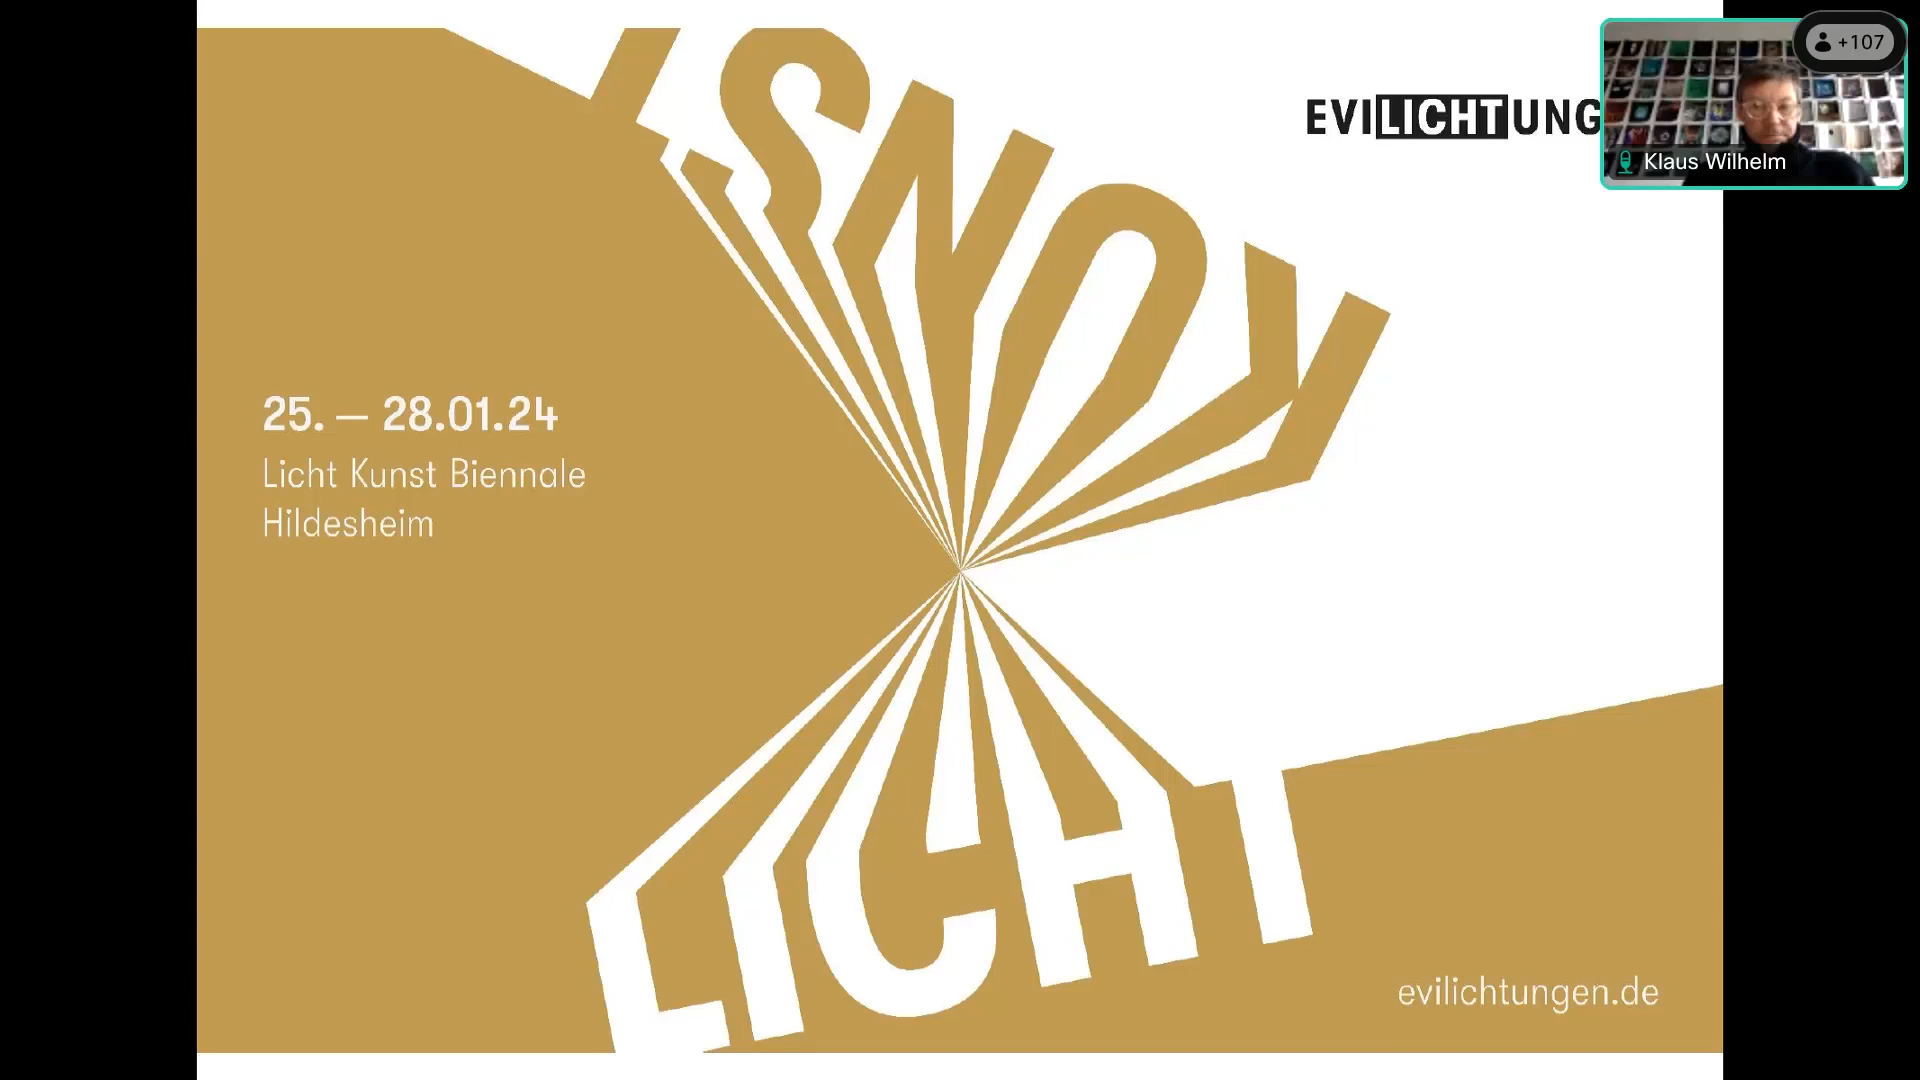 KUNST
EVILICHTUNG
+107
Klaus Wilhelm
25. — 28.01.24
Licht Kunst Biennale
Hildesheim
LICHT
evilichtungen.de